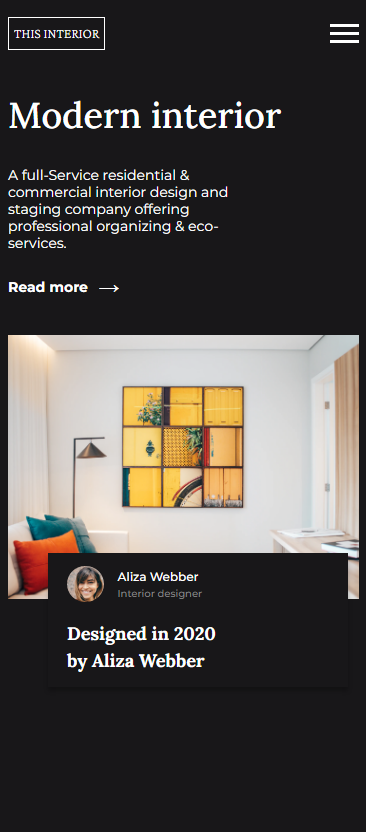 THIS INTERIOR
Modern interior
A full-Service residential &
commercial interior design and
staging company offering
professional organizing & eco-
services.
Read more
Aliza Webber
Interior designer
Designed in 2020
by Aliza Webber